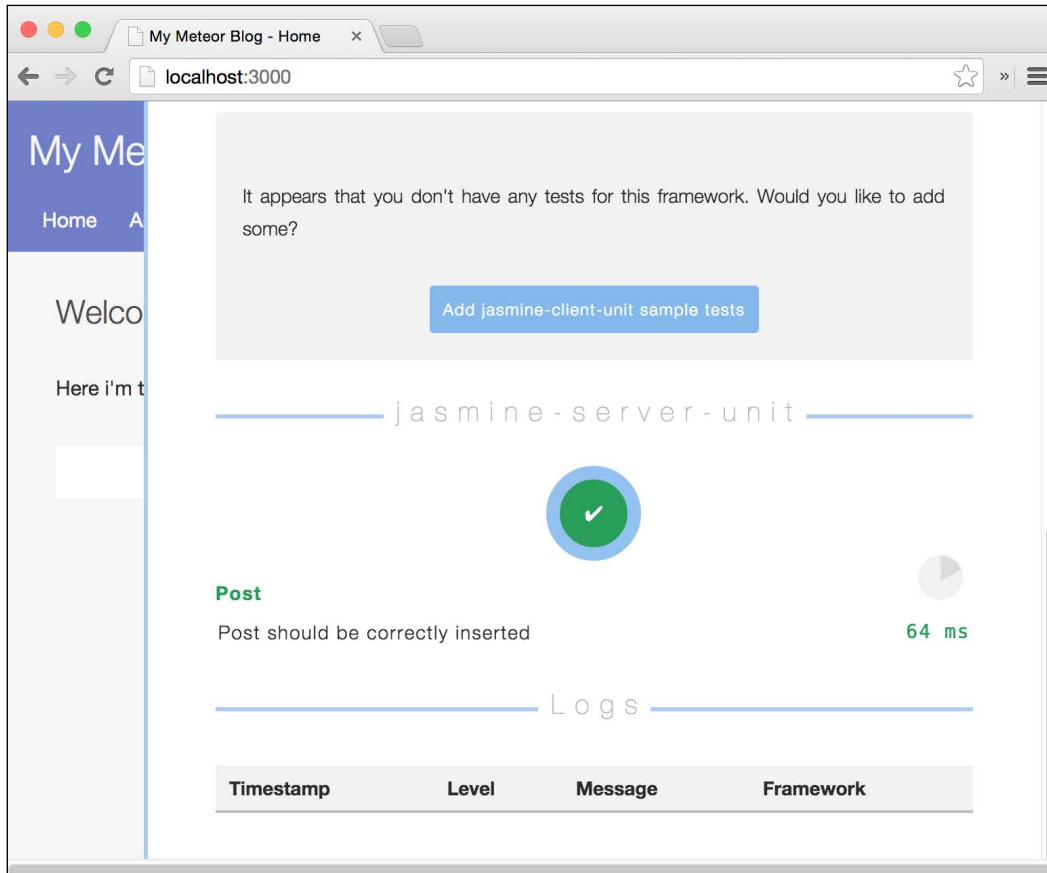 My Meteor Blog - Home
localhost:3000
My Me
Home A
Welco
Here i'm t
It appears that you don't have any tests for this framework. Would you like to add
some?
Add jasmine-client-unit sample tests
jasmine-server-unit
Post
Post should be correctly inserted 64 ms
Logs
Timestamp Level Message Framework